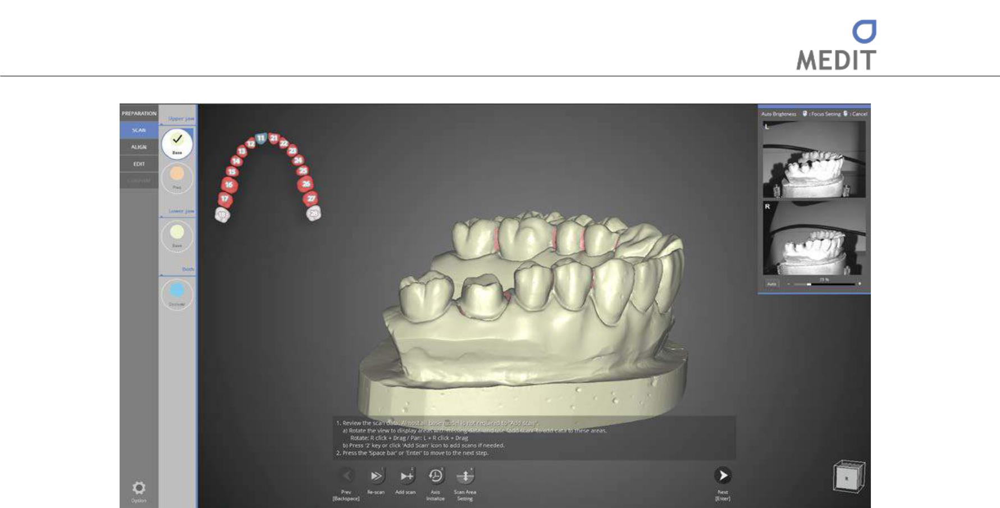 MEDIT
PREPARATION
SCAN
ALIGN
EDIT
CONFIRM
Upper jaw
Base
Prep
Lower jaw
Base
Both
Occlusal
Option
11 21
12 22
13 23
14 24
15 25
16 26
17 27
18 28
Auto Brightness : Focus Setting : Cancel
L
R
Auto - +
1. Review the scan data. Almost all base model is not required to "Add scan".
a) Rotate the view to display areas with missing data and use 'add scan' to add data to these areas.
Rotate: R click + Drag / Pan: L + R click + Drag
b) Press '2' key or click 'Add Scan' icon to add scans if needed.
2. Press the 'Space bar' or 'Enter' to move to the next step.
1 2 3 4
Prev Re-scan Add scan Axis Scan Area Next
[Backspace] Initialize Setting [Enter]
R